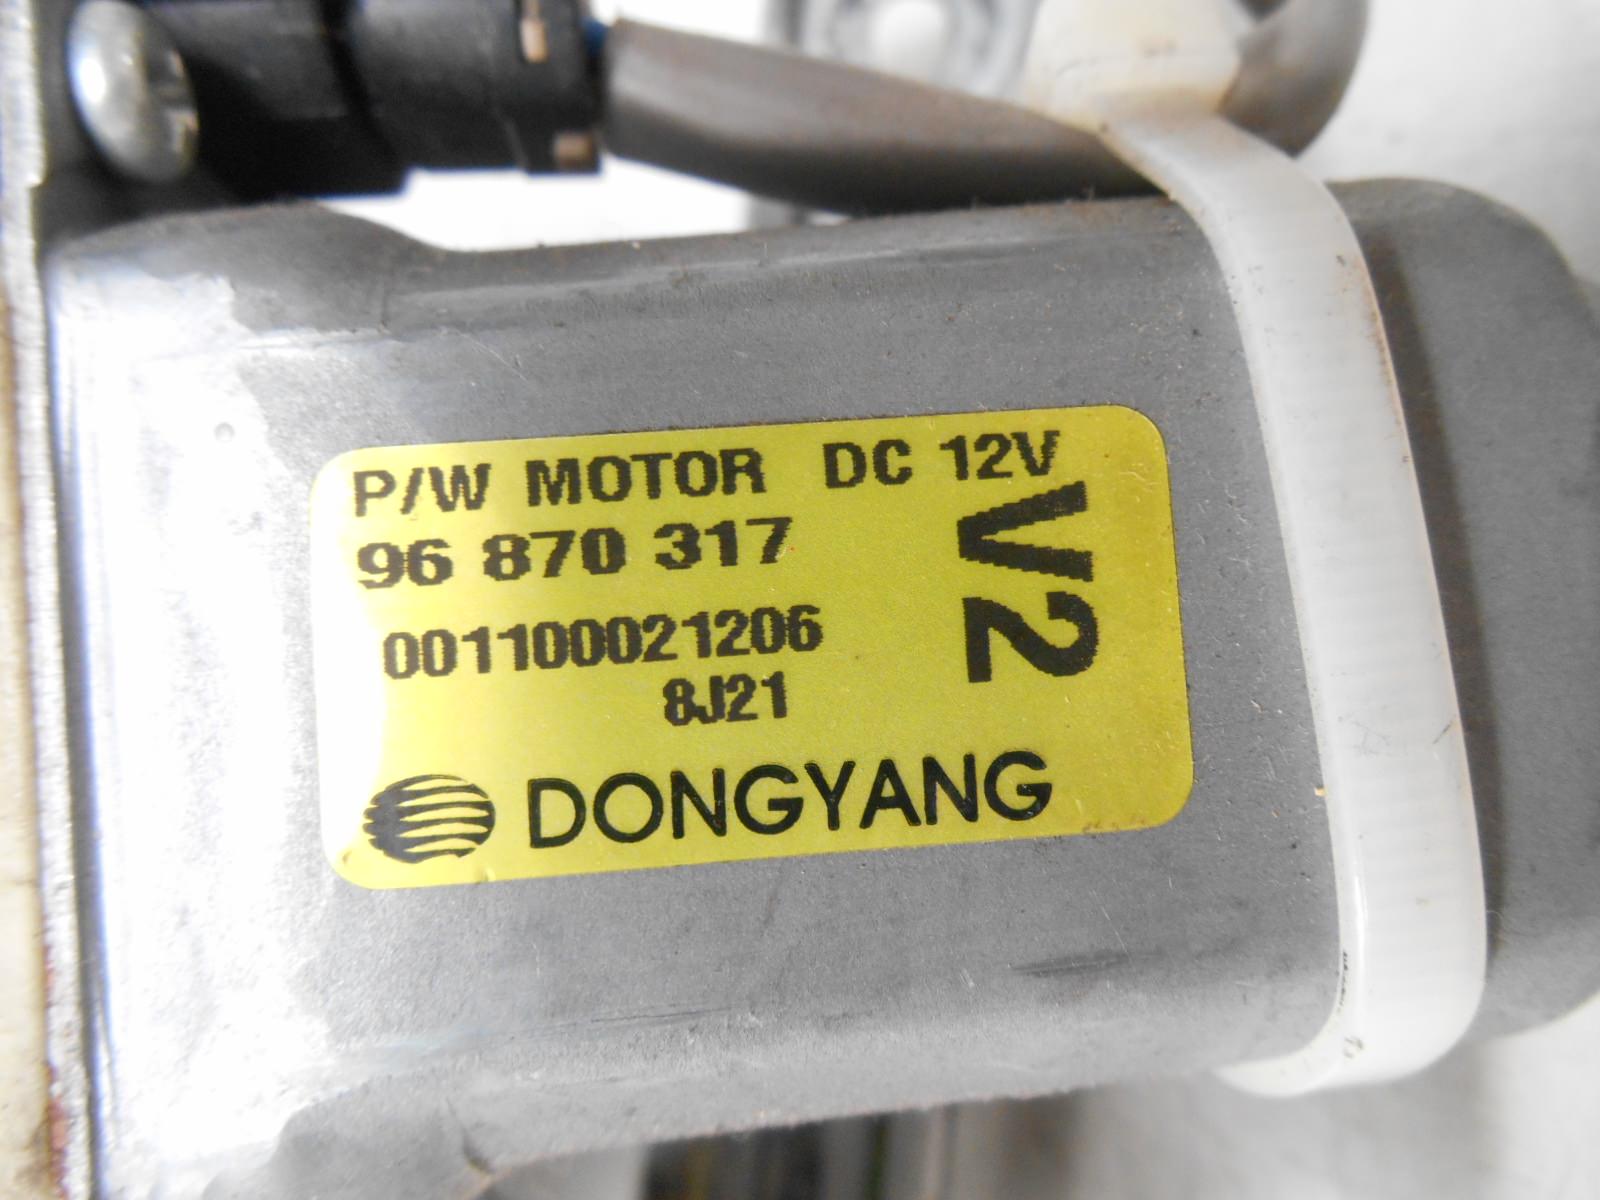 P/W MOTOR DC 12V
96 870 317
V2
001100021206
8J21
DONGYANG